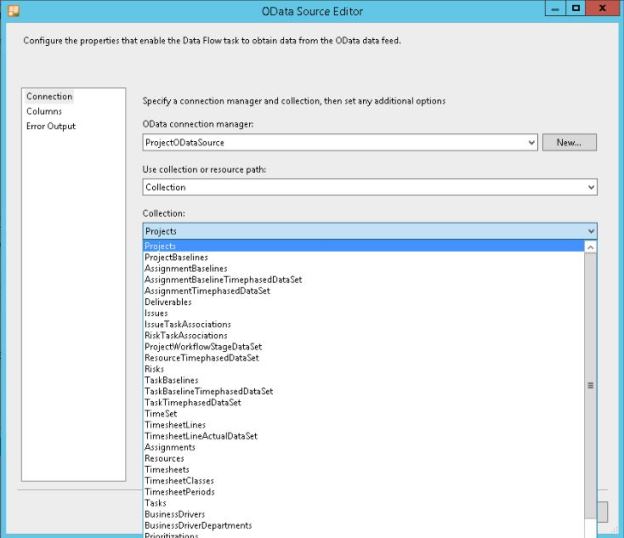 OData Source Editor
Configure the properties that enable the Data Flow task to obtain data from the OData data feed.
Connection
Columns
Error Output
Specify a connection manager and collection, then set any additional options
OData connection manager:
ProjectODataSource
New...
Use collection or resource path:
Collection
Collection:
Projects
Projects
ProjectBaselines
AssignmentBaselines
AssignmentBaselineTimephasedDataSet
AssignmentTimephasedDataSet
Deliverables
Issues
IssueTaskAssociations
RiskTaskAssociations
ProjectWorkflowStageDataSet
ResourceTimephasedDataSet
Risks
TaskBaselines
TaskBaselineTimephasedDataSet
TaskTimephasedDataSet
TimeSet
TimesheetLines
TimesheetLineActualDataSet
Assignments
Resources
Timesheets
TimesheetClasses
TimesheetPeriods
Tasks
BusinessDrivers
BusinessDriverDepartments
Prioritizations